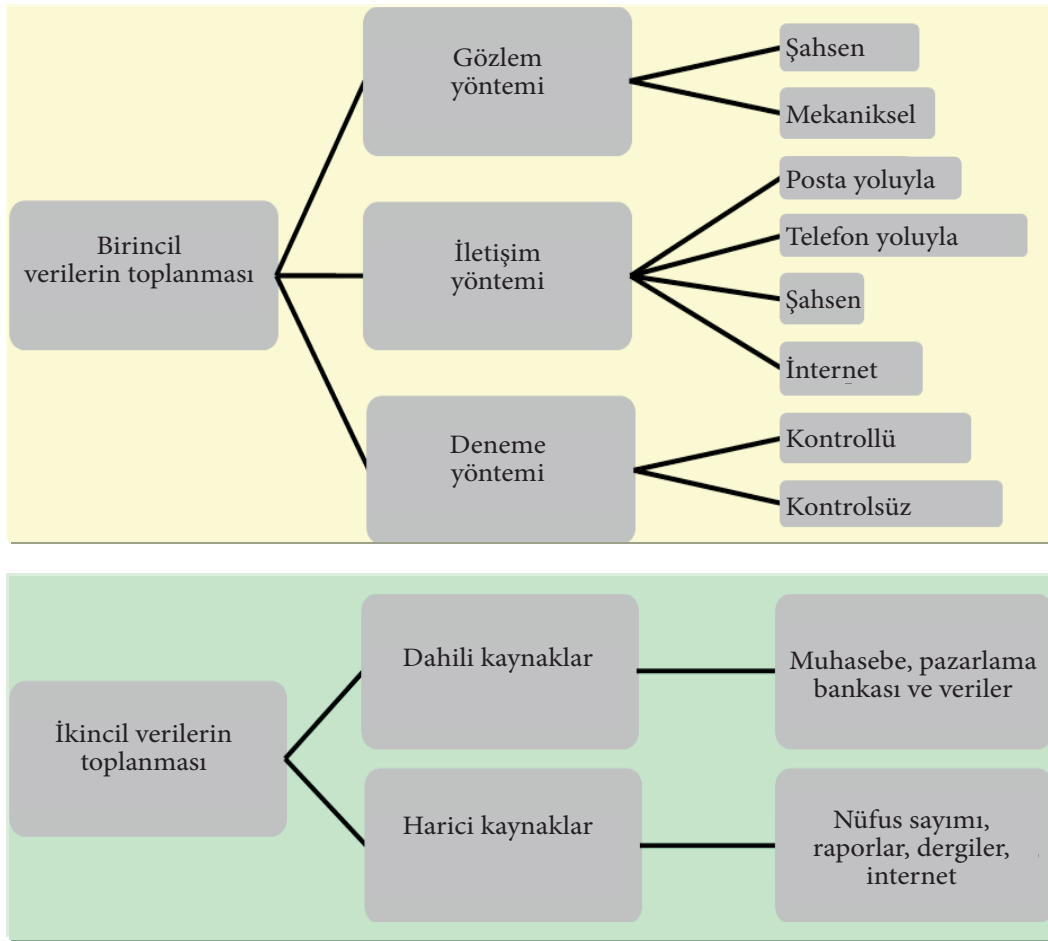 Gözlem
yöntemi
Şahsen
Mekaniksel
Birincil
verilerin toplanması
İletişim
yöntemi
Posta yoluyla
Telefon yoluyla
Şahsen
İnternet
Deneme
yöntemi
Kontrollü
Kontrolsüz
İkincil verilerin
toplanması
Dahili kaynaklar
Muhasebe, pazarlama
bankası ve veriler
Harici kaynaklar
Nüfus sayımı,
raporlar, dergiler,
internet